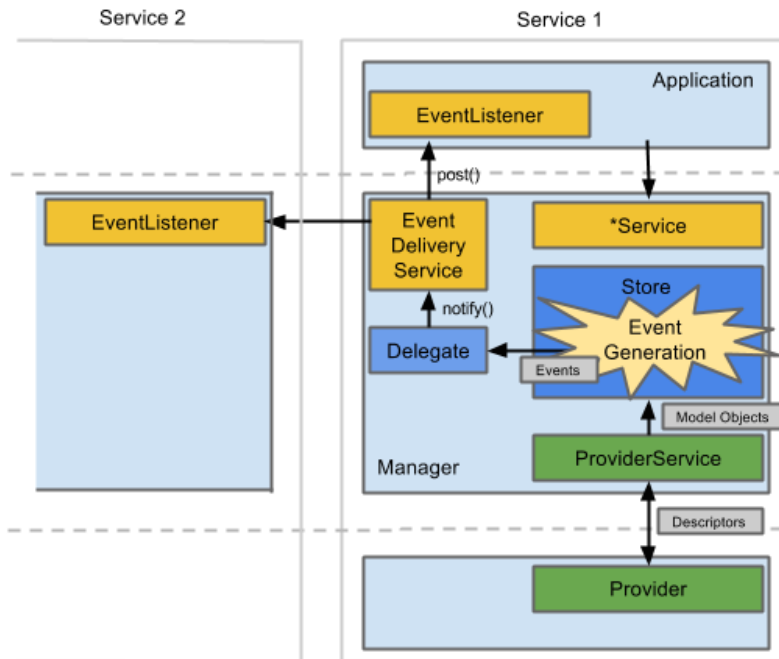 Service 2
Service 1
Application
EventListener
post()
EventListener
Event
Delivery
Service
*Service
Store
notify()
Event
Generation
Delegate
Events
Model Objects
Manager
ProviderService
Descriptors
Provider